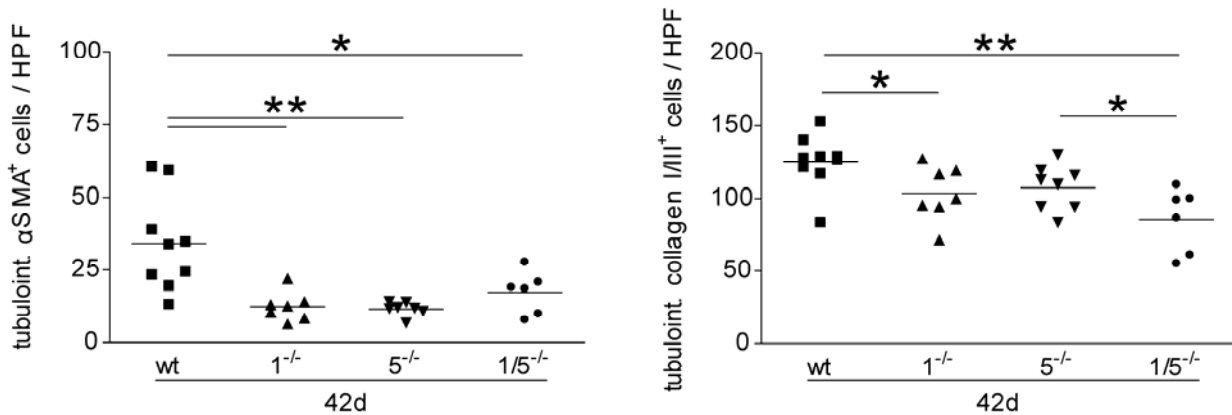 tubuloint. αSMA⁺ cells / HPF
100
75
50
25
0
*
**
wt 1⁻/⁻ 5⁻/⁻ 1/5⁻/⁻
42d
tubuloint. collagen I/III⁺ cells / HPF
200
150
100
50
0
**
*
*
wt 1⁻/⁻ 5⁻/⁻ 1/5⁻/⁻
42d